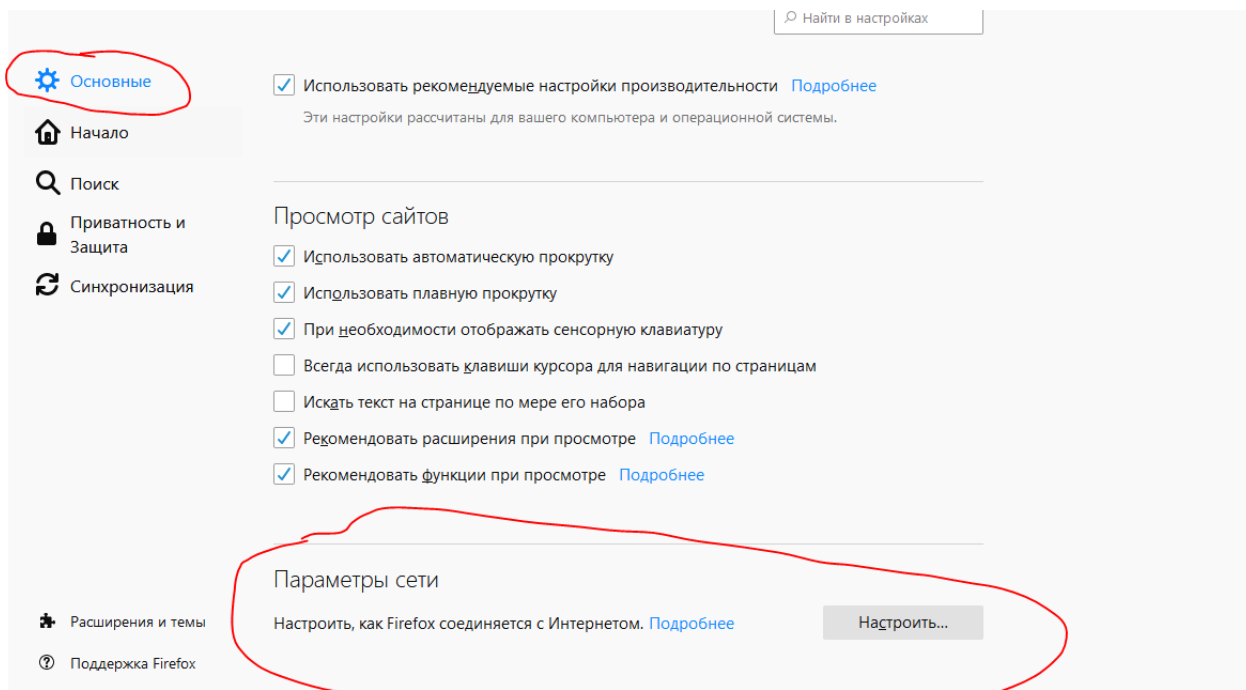 Найти в настройках
Основные
Использовать рекомендуемые настройки производительности Подробнее
Эти настройки рассчитаны для вашего компьютера и операционной системы.
Начало
Поиск
Приватность и
Защита
Синхронизация
Просмотр сайтов
Использовать автоматическую прокрутку
Использовать плавную прокрутку
При необходимости отображать сенсорную клавиатуру
Всегда использовать клавиши курсора для навигации по страницам
Искать текст на странице по мере его набора
Рекомендовать расширения при просмотре Подробнее
Рекомендовать функции при просмотре Подробнее
Параметры сети
Настроить, как Firefox соединяется с Интернетом. Подробнее
Настроить...
Расширения и темы
Поддержка Firefox